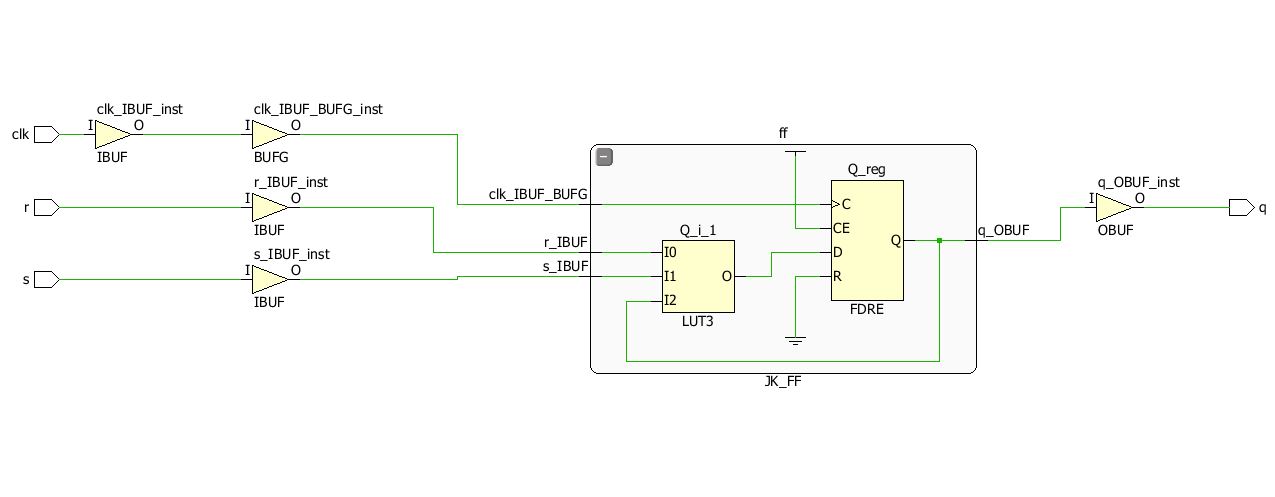 clk_IBUF_inst
clk_IBUF_BUFG_inst
clk
I
O
I
O
IBUF
BUFG
ff
r_IBUF_inst
r
I
O
IBUF
s_IBUF_inst
s
I
O
IBUF
clk_IBUF_BUFG
r_IBUF
s_IBUF
Q_i_1
I0
I1
I2
O
LUT3
Q_reg
C
CE
D
R
Q
FDRE
JK_FF
q_OBUF
q_OBUF_inst
I
O
OBUF
q